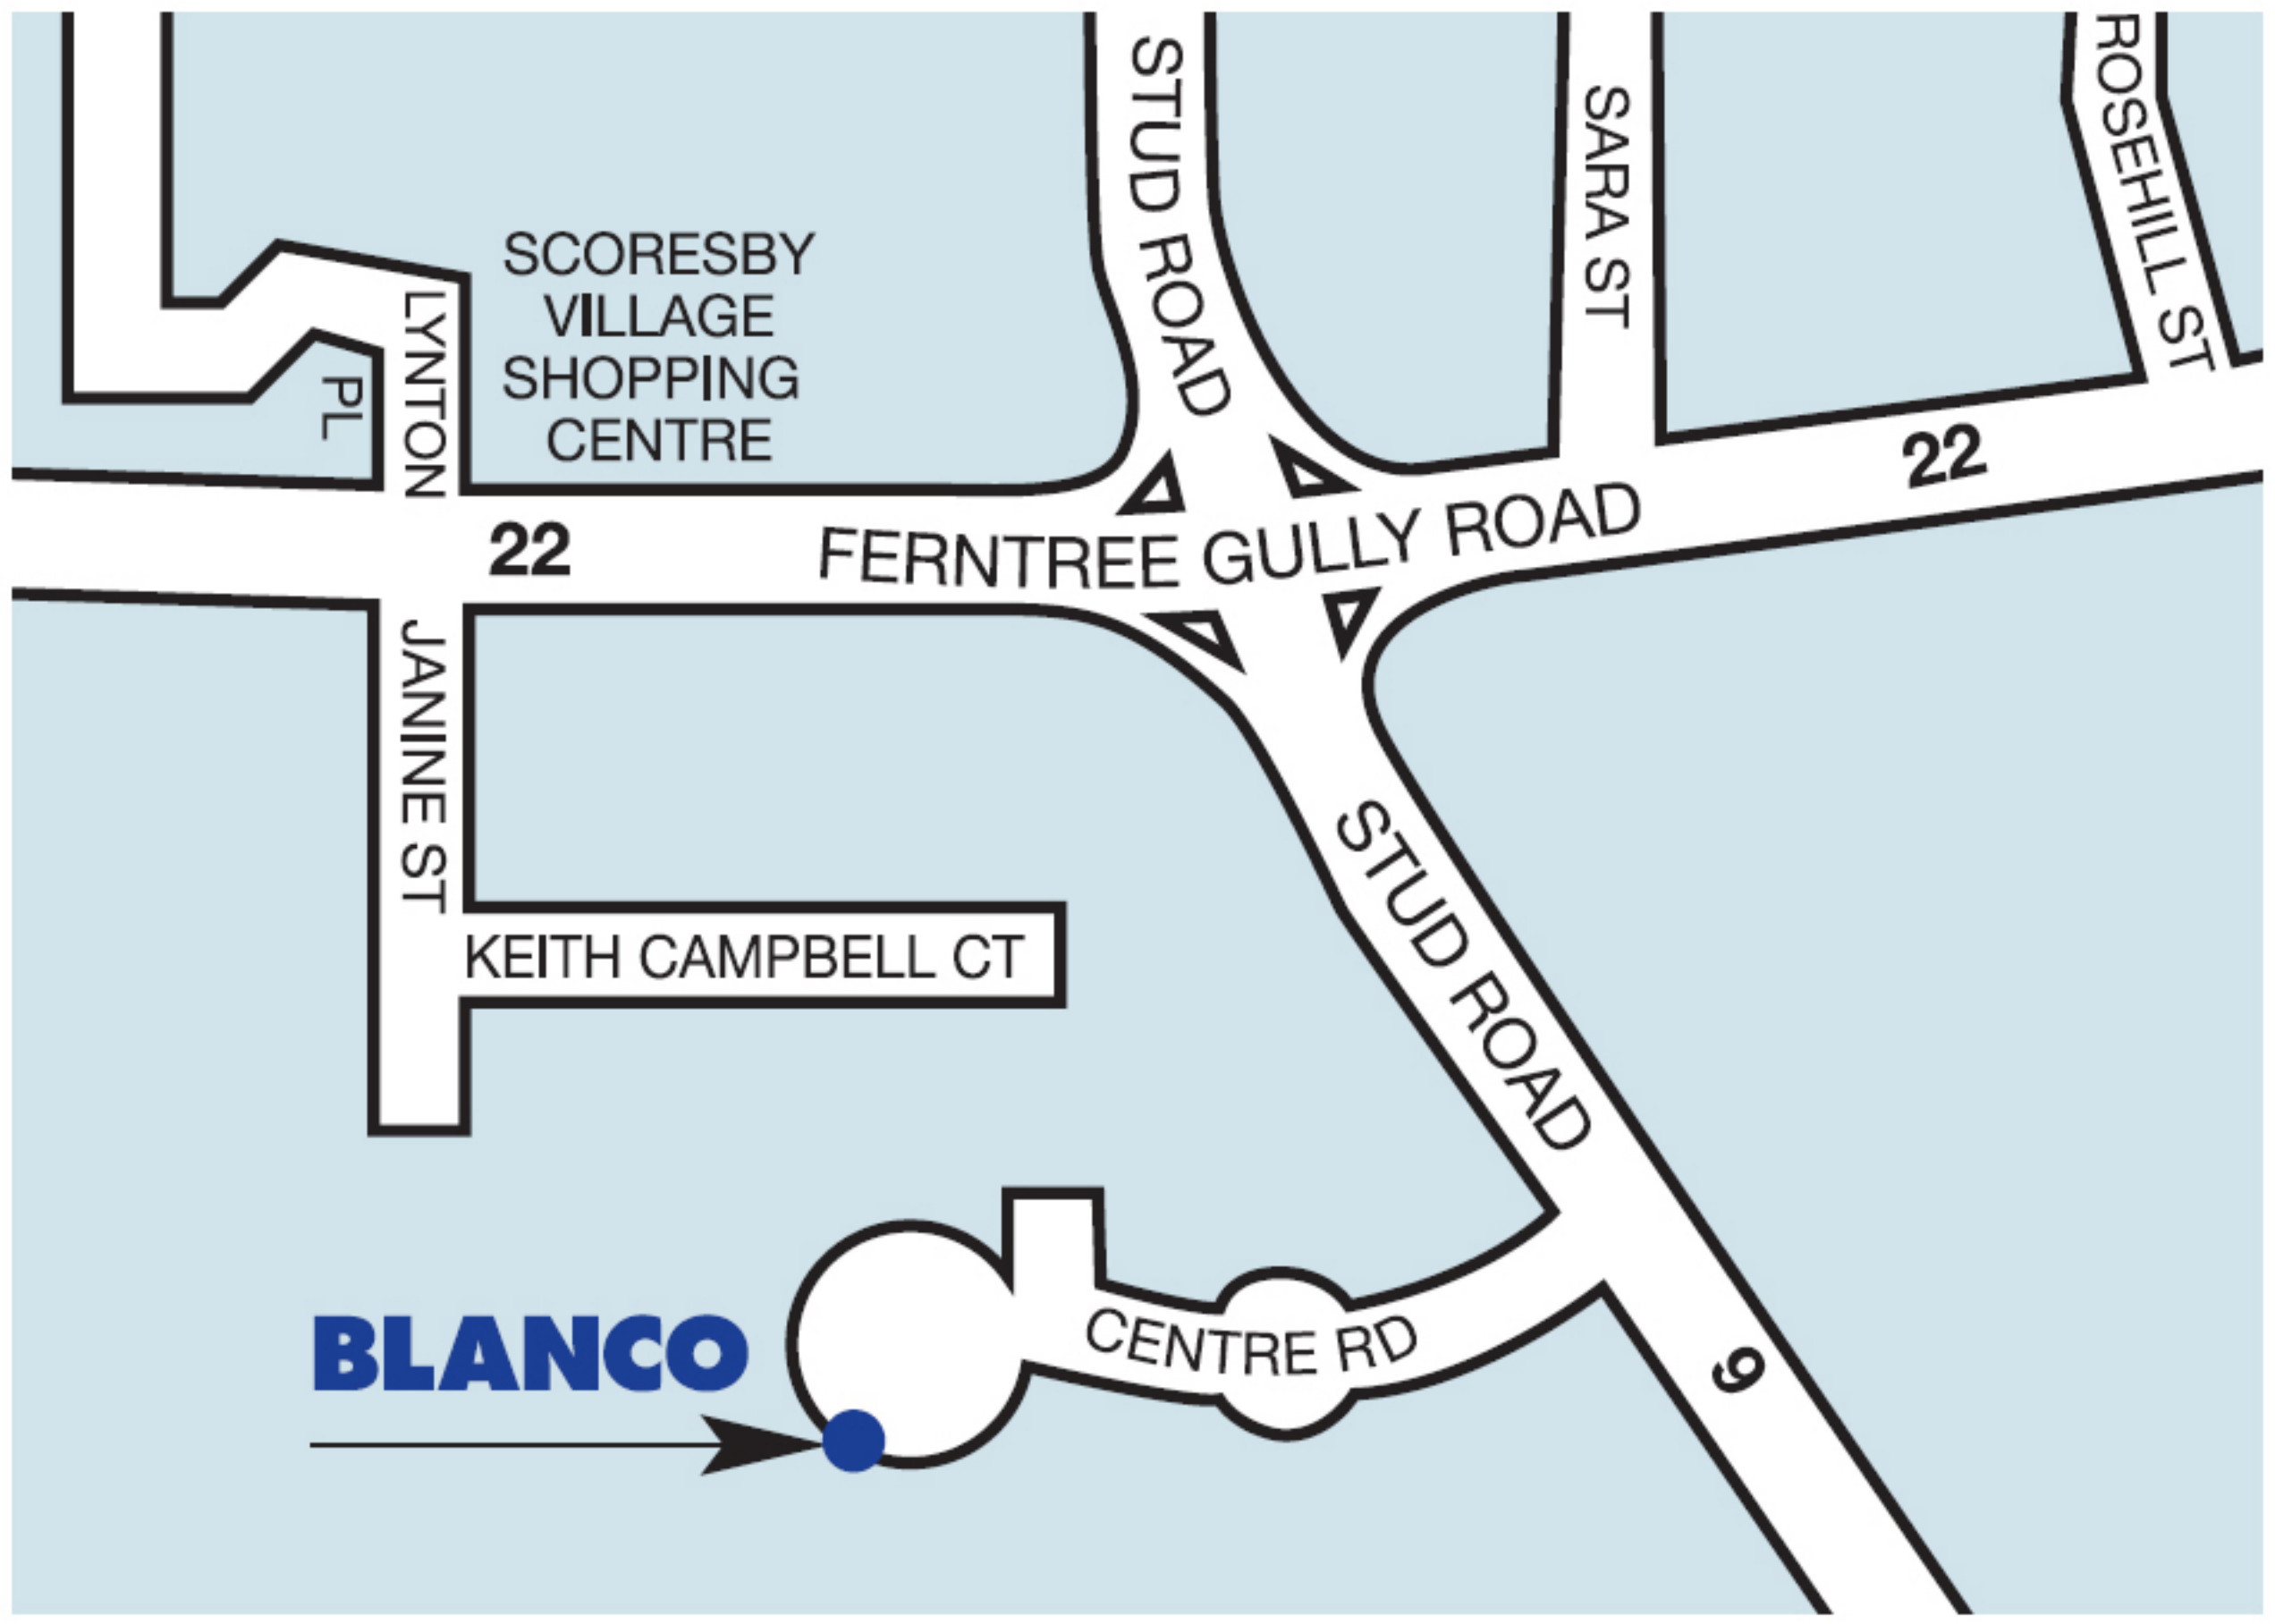 STUD ROAD
SARA ST
ROSEHILL ST
SCORESBY
VILLAGE
SHOPPING
CENTRE
LYNTON
PL
22
22
FERNTREE GULLY ROAD
JANINE ST
STUD ROAD
KEITH CAMPBELL CT
CENTRE RD
BLANCO
9